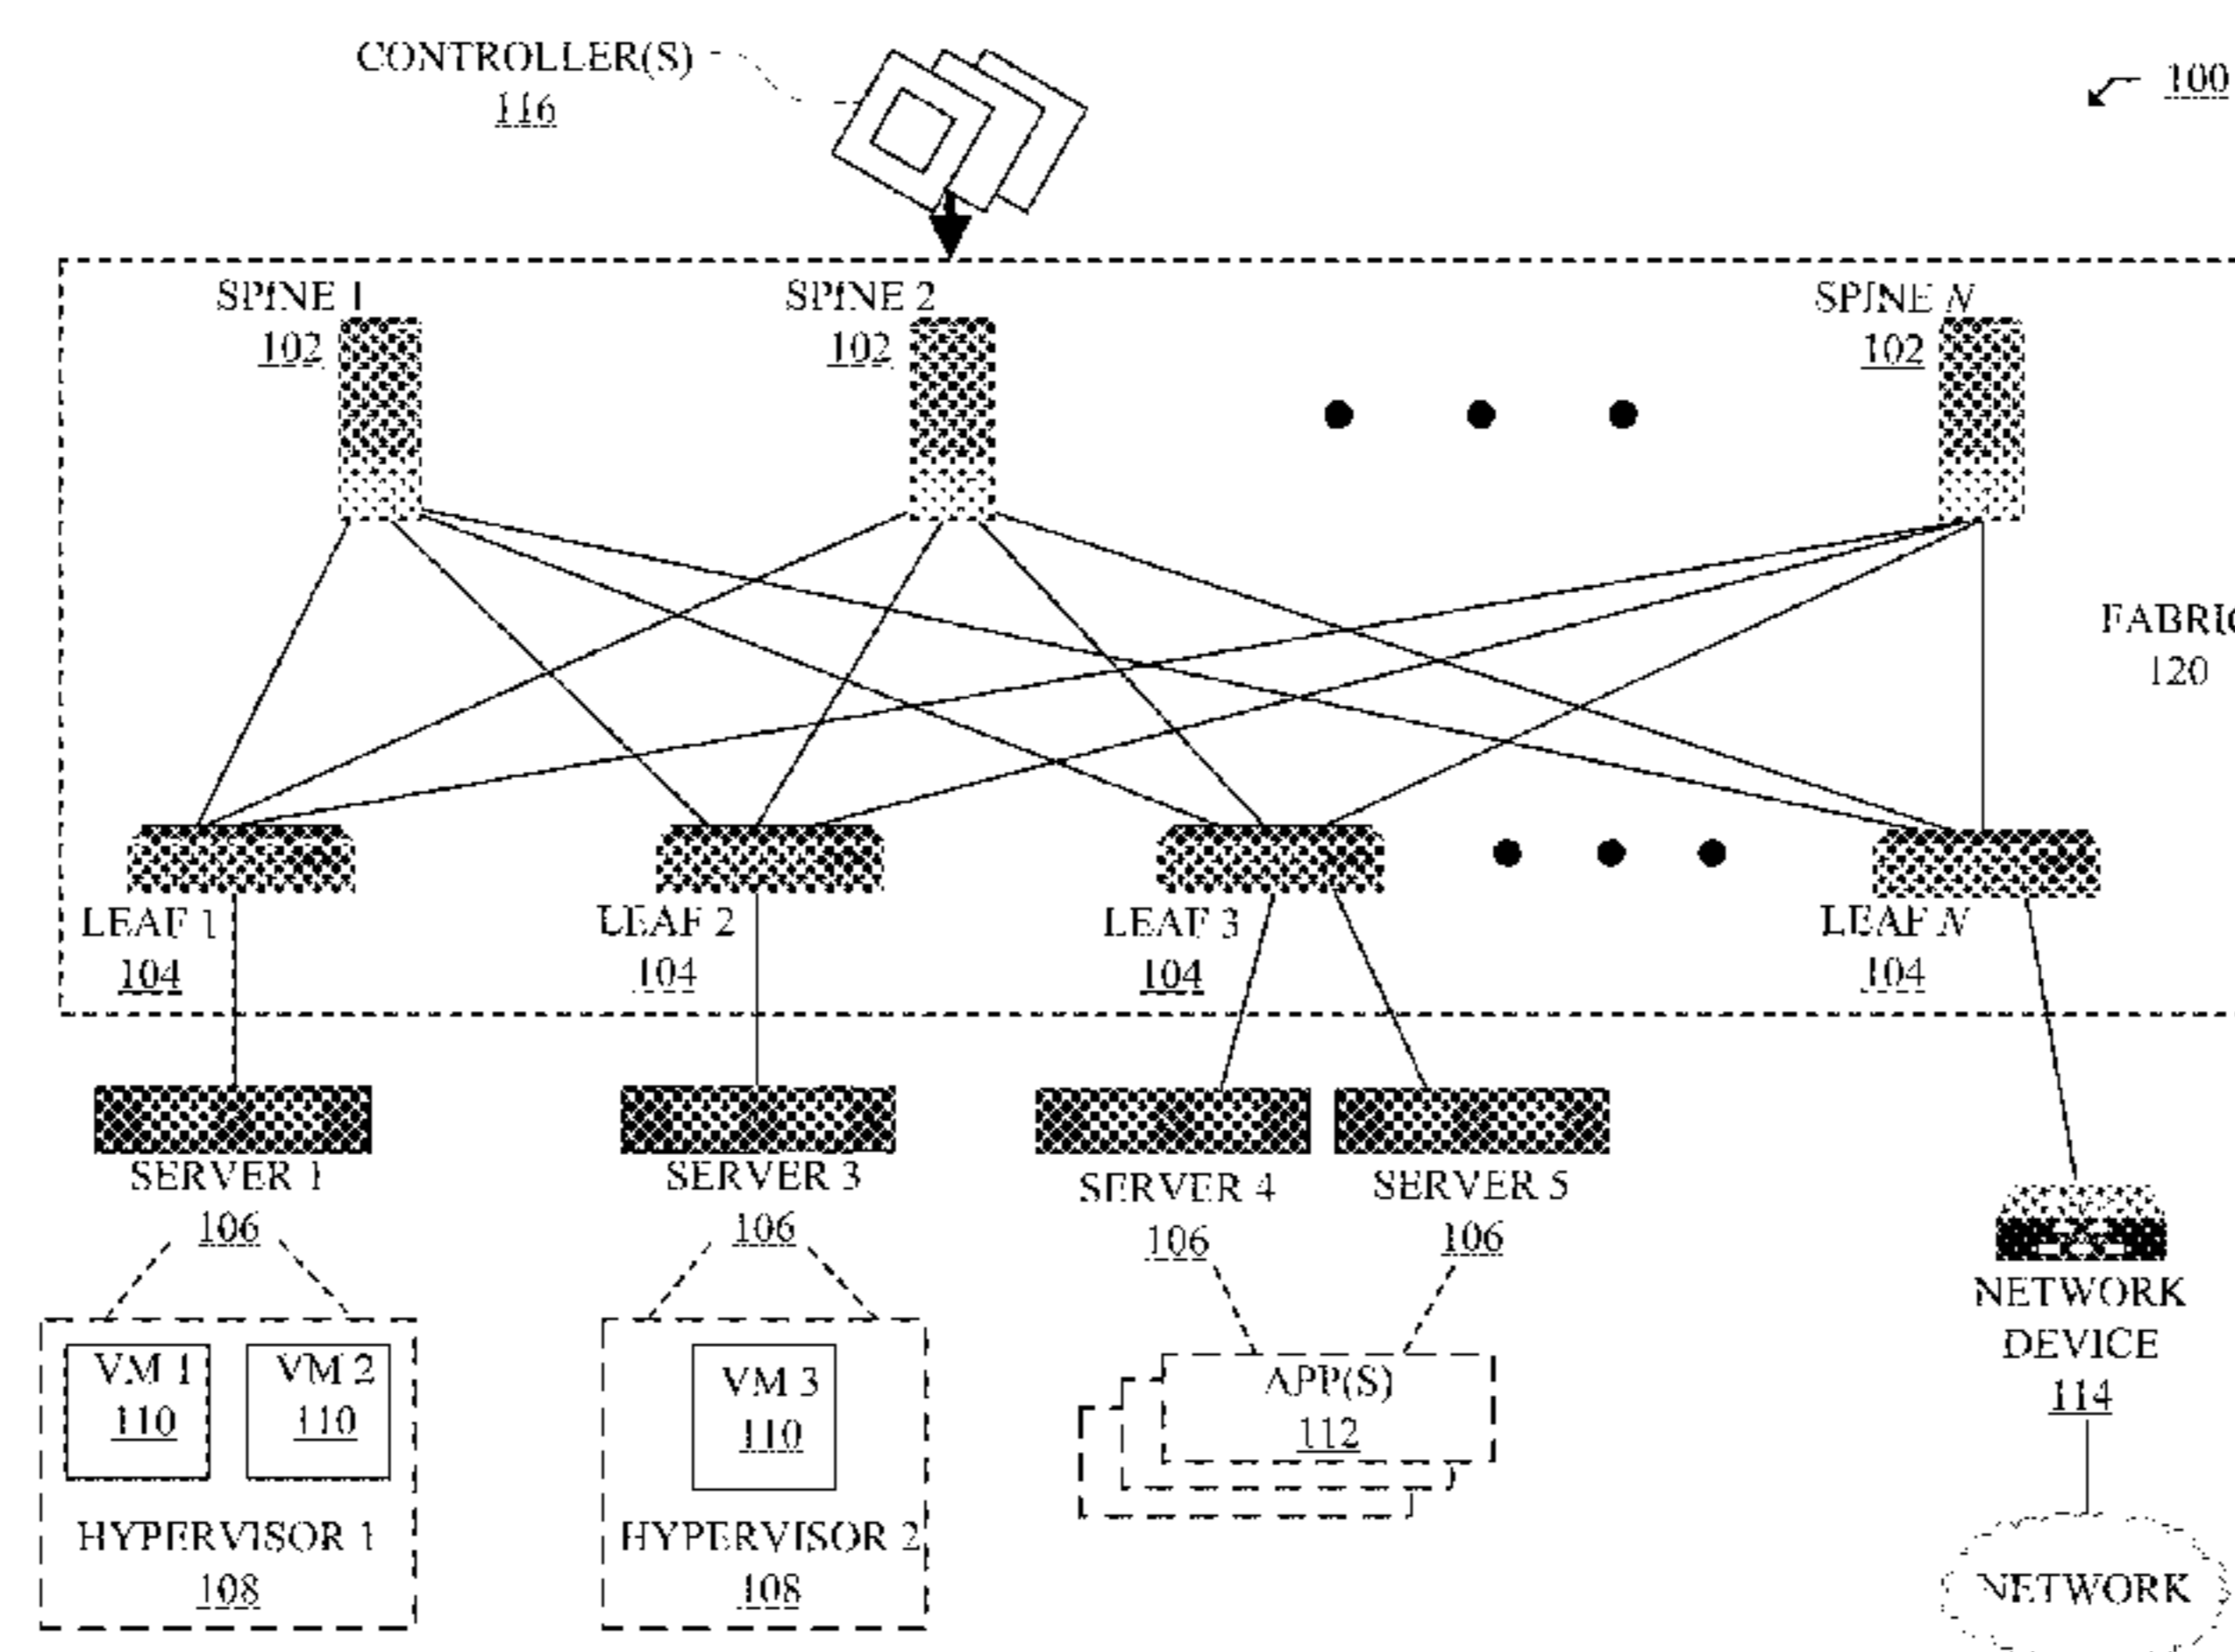 CONTROLLER(S)
116
100
SPINE 1
102
SPINE 2
102
SPINE N
102
FABRIC
120
LEAF 1
104
LEAF 2
104
LEAF 3
104
LEAF N
104
SERVER 1
106
SERVER 3
106
SERVER 4
106
SERVER 5
106
VM 1
110
VM 2
110
HYPERVISOR 1
108
VM 3
110
HYPERVISOR 2
108
APP(S)
112
NETWORK
DEVICE
114
NETWORK